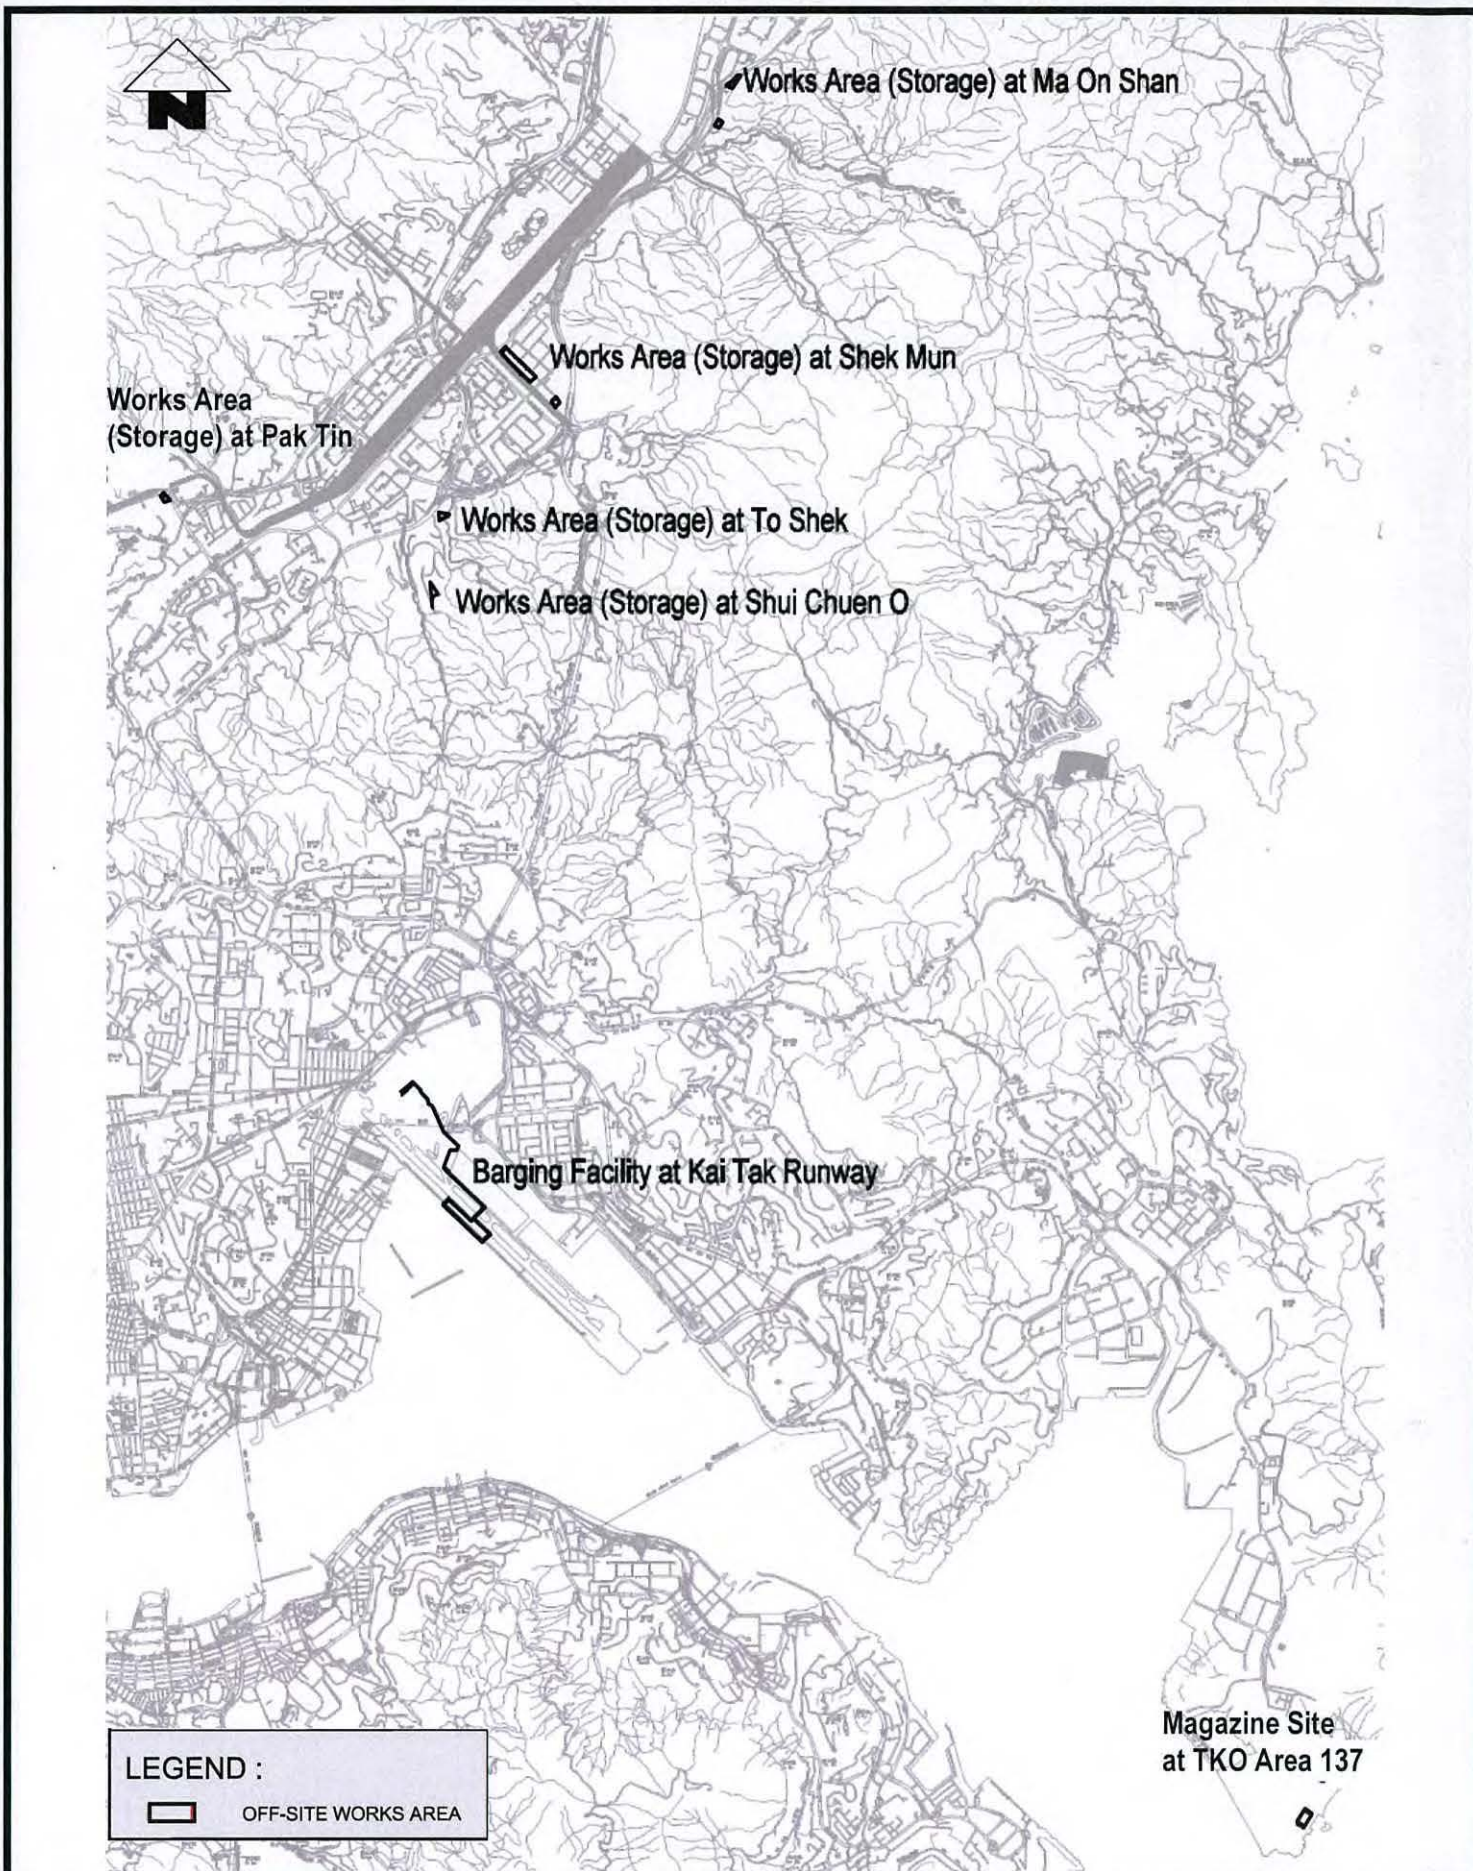 N
Works Area (Storage) at Ma On Shan
Works Area (Storage) at Shek Mun
Works Area
(Storage) at Pak Tin
Works Area (Storage) at To Shek
Works Area (Storage) at Shui Chuen O
Barging Facility at Kai Tak Runway
Magazine Site
at TKO Area 137
LEGEND :
OFF-SITE WORKS AREA